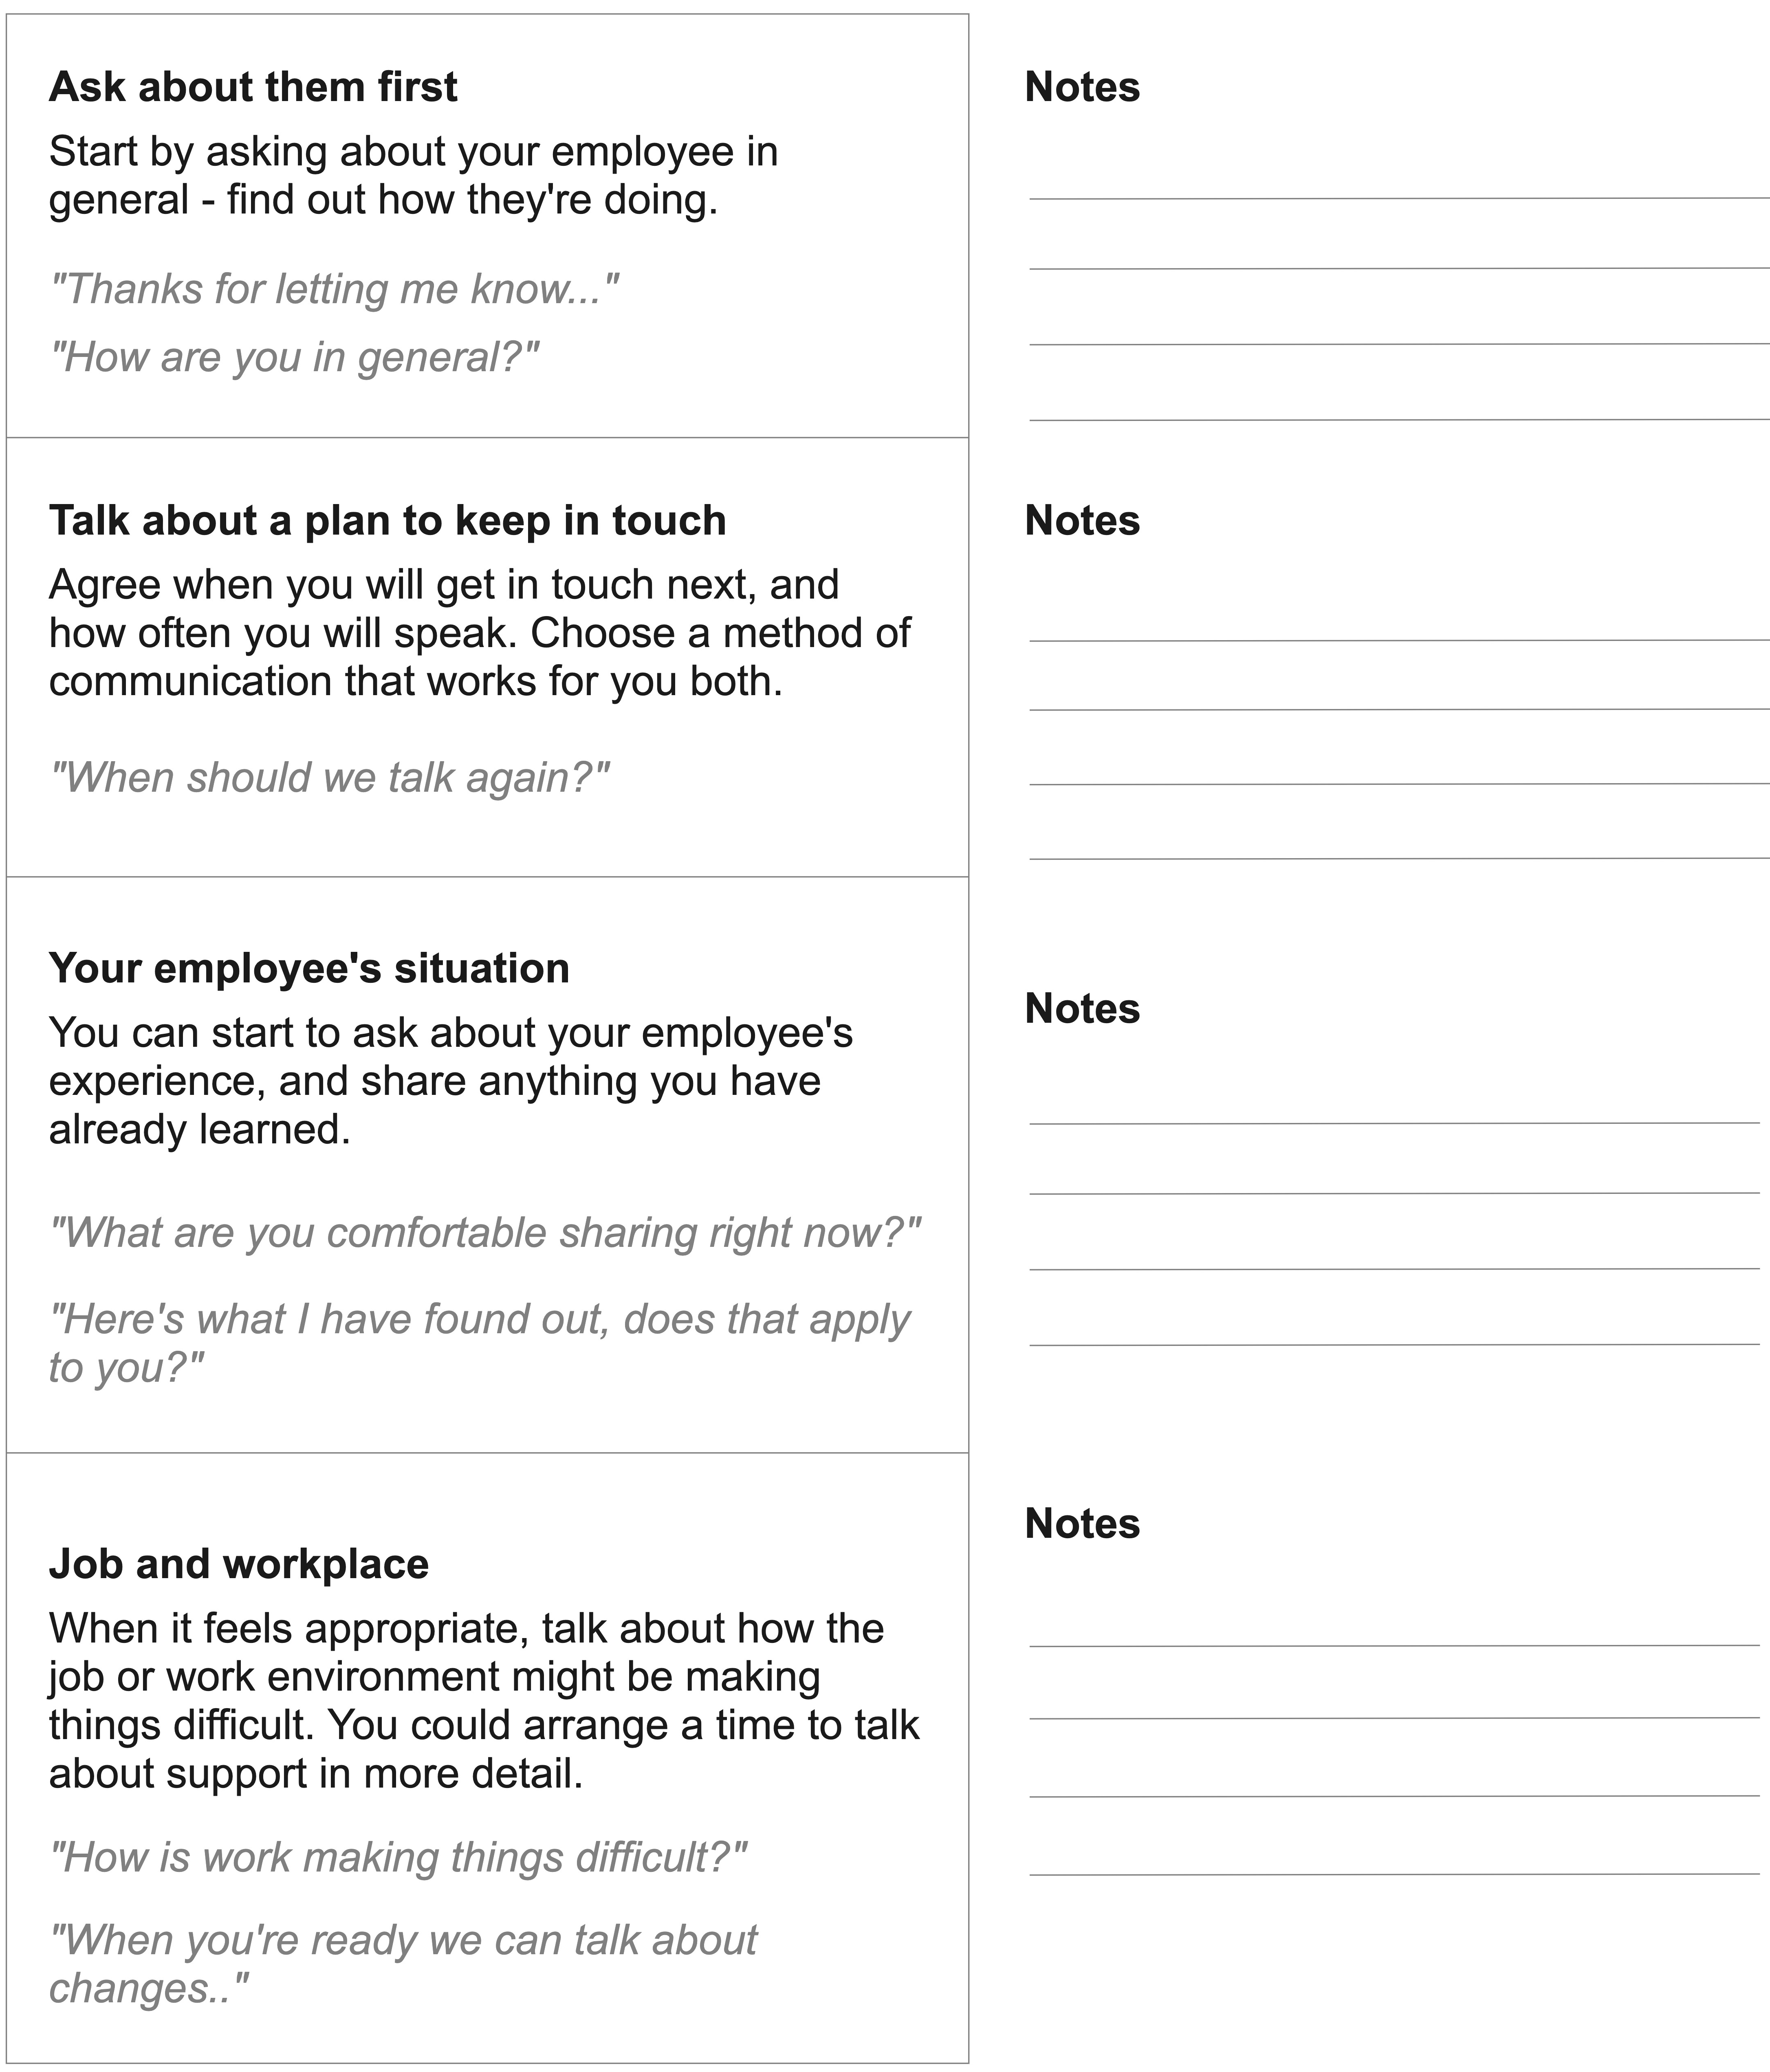 Ask about them first
Start by asking about your employee in
general - find out how they're doing.
"Thanks for letting me know..."
"How are you in general?"
Notes
Talk about a plan to keep in touch
Agree when you will get in touch next, and
how often you will speak. Choose a method of
communication that works for you both.
"When should we talk again?"
Notes
Your employee's situation
You can start to ask about your employee's
experience, and share anything you have
already learned.
"What are you comfortable sharing right now?"
"Here's what I have found out, does that apply
to you?"
Notes
Job and workplace
When it feels appropriate, talk about how the
job or work environment might be making
things difficult. You could arrange a time to talk
about support in more detail.
"How is work making things difficult?"
"When you're ready we can talk about
changes.."
Notes